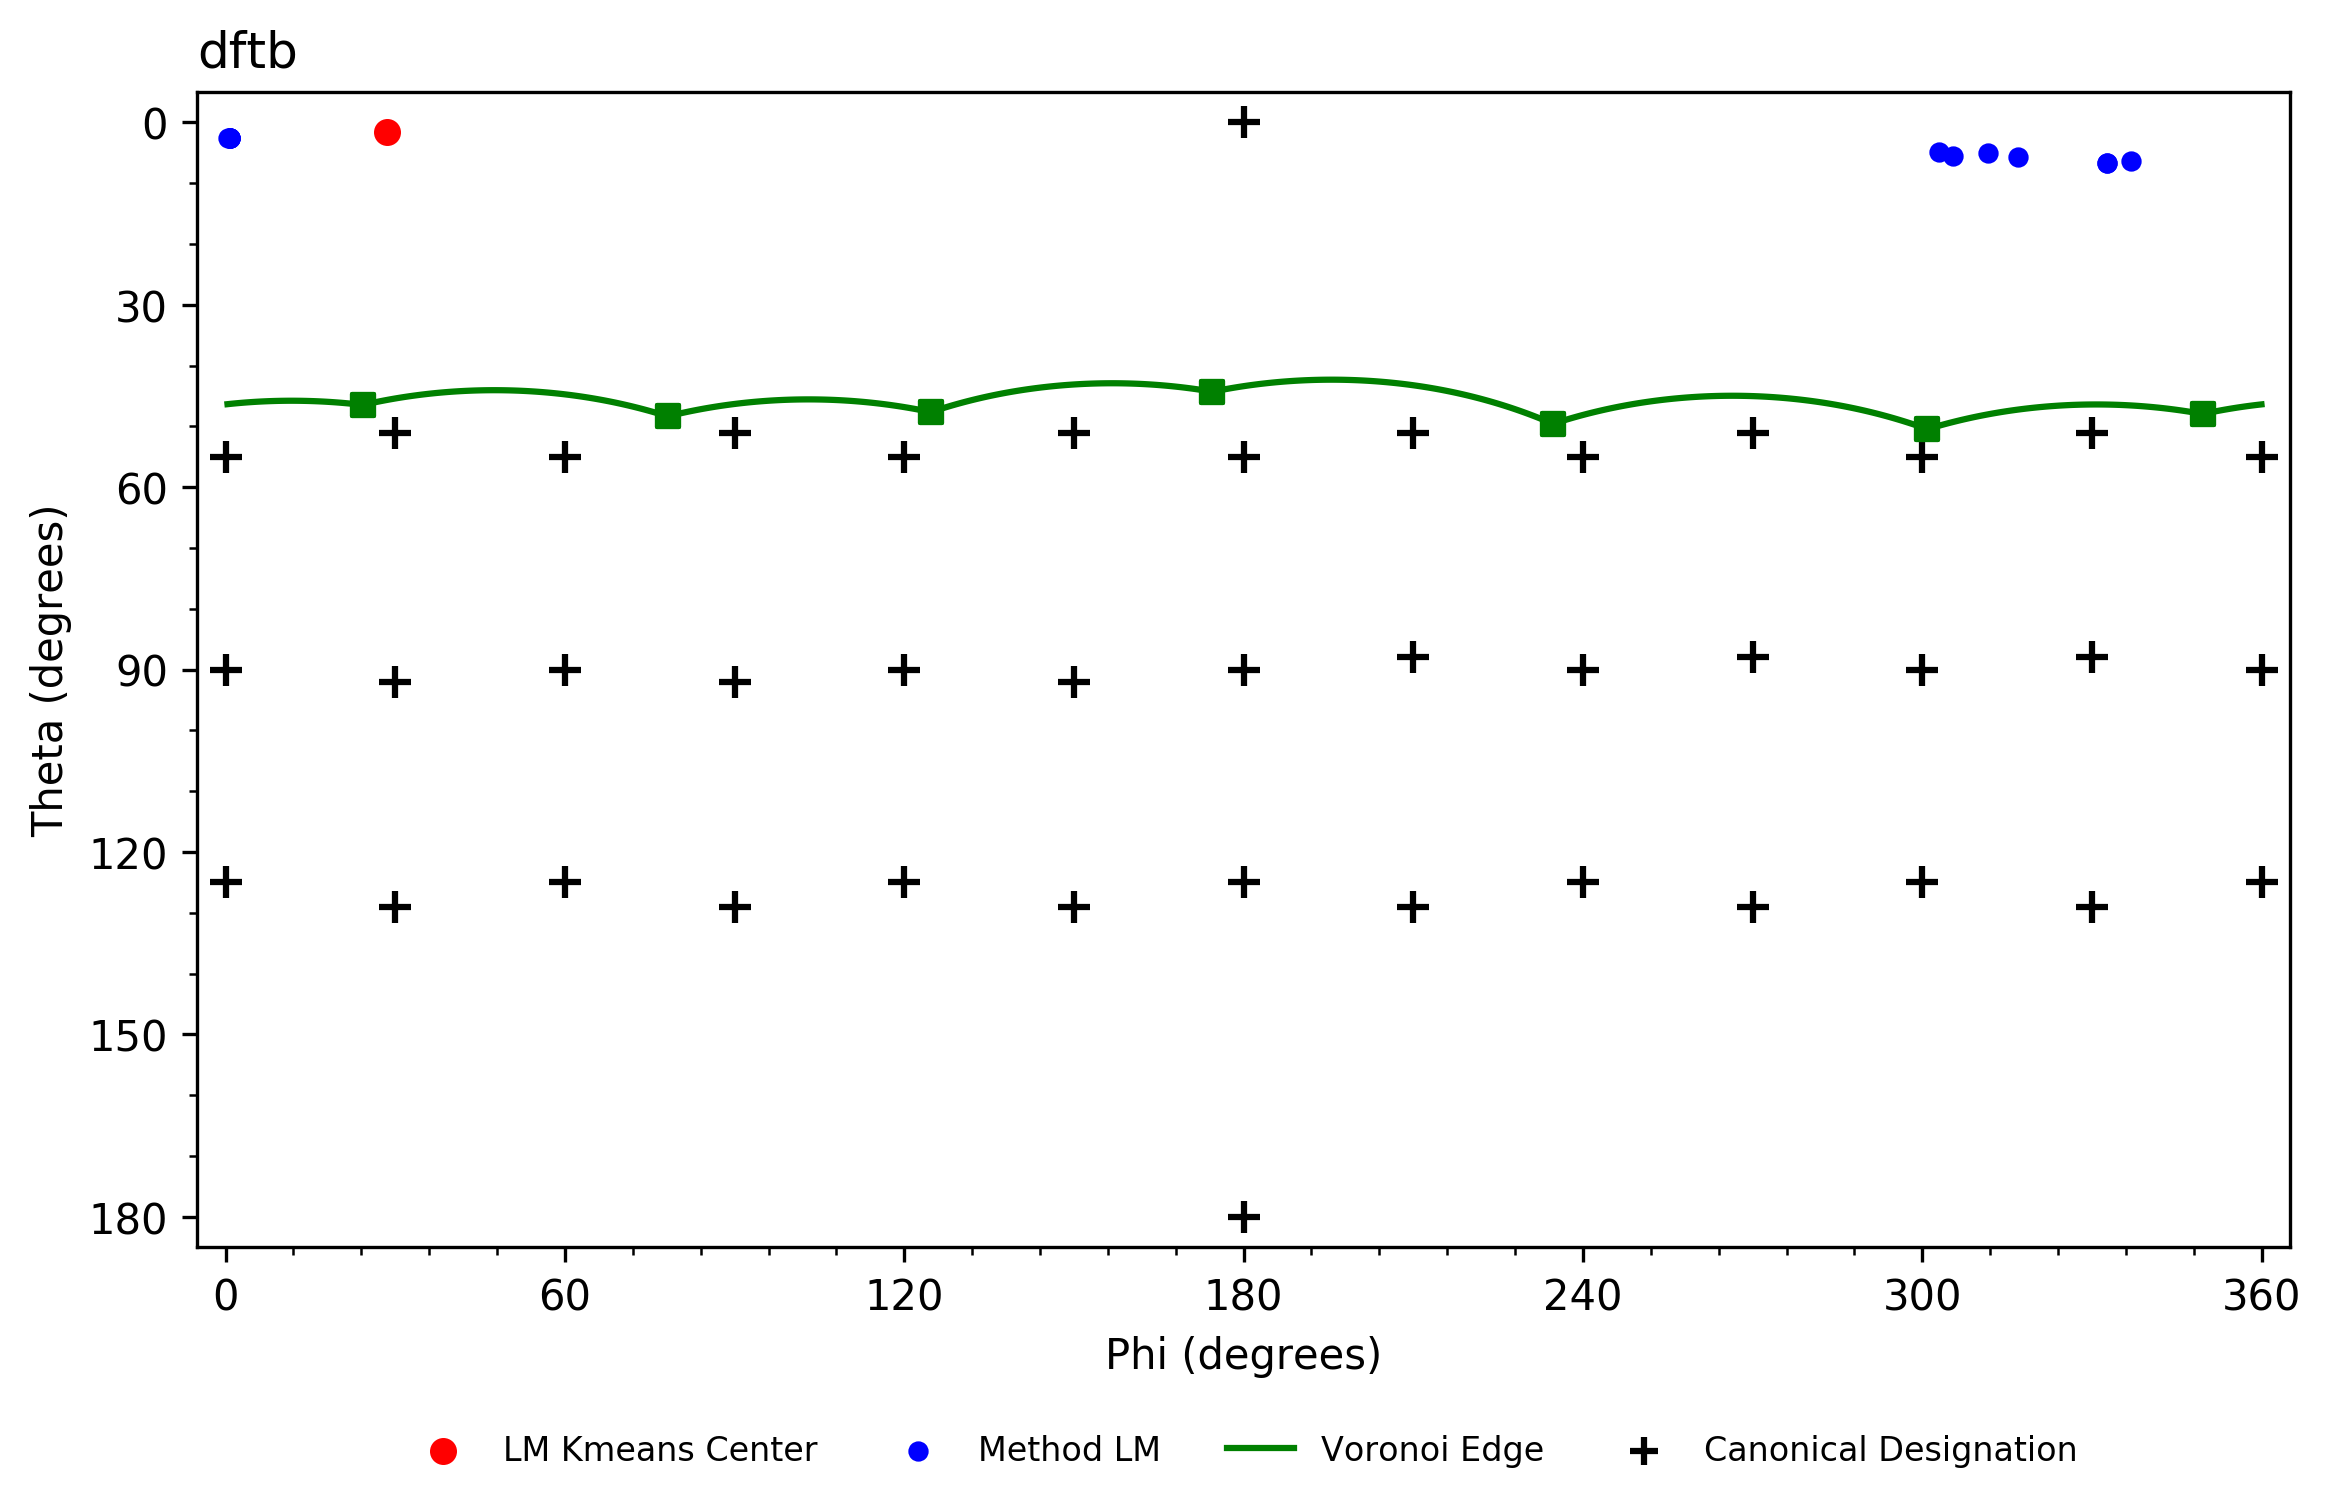 dftb
0
30
60
90
120
150
180
Theta (degrees)
0 60 120 180 240 300 360
Phi (degrees)
LM Kmeans Center Method LM Voronoi Edge Canonical Designation